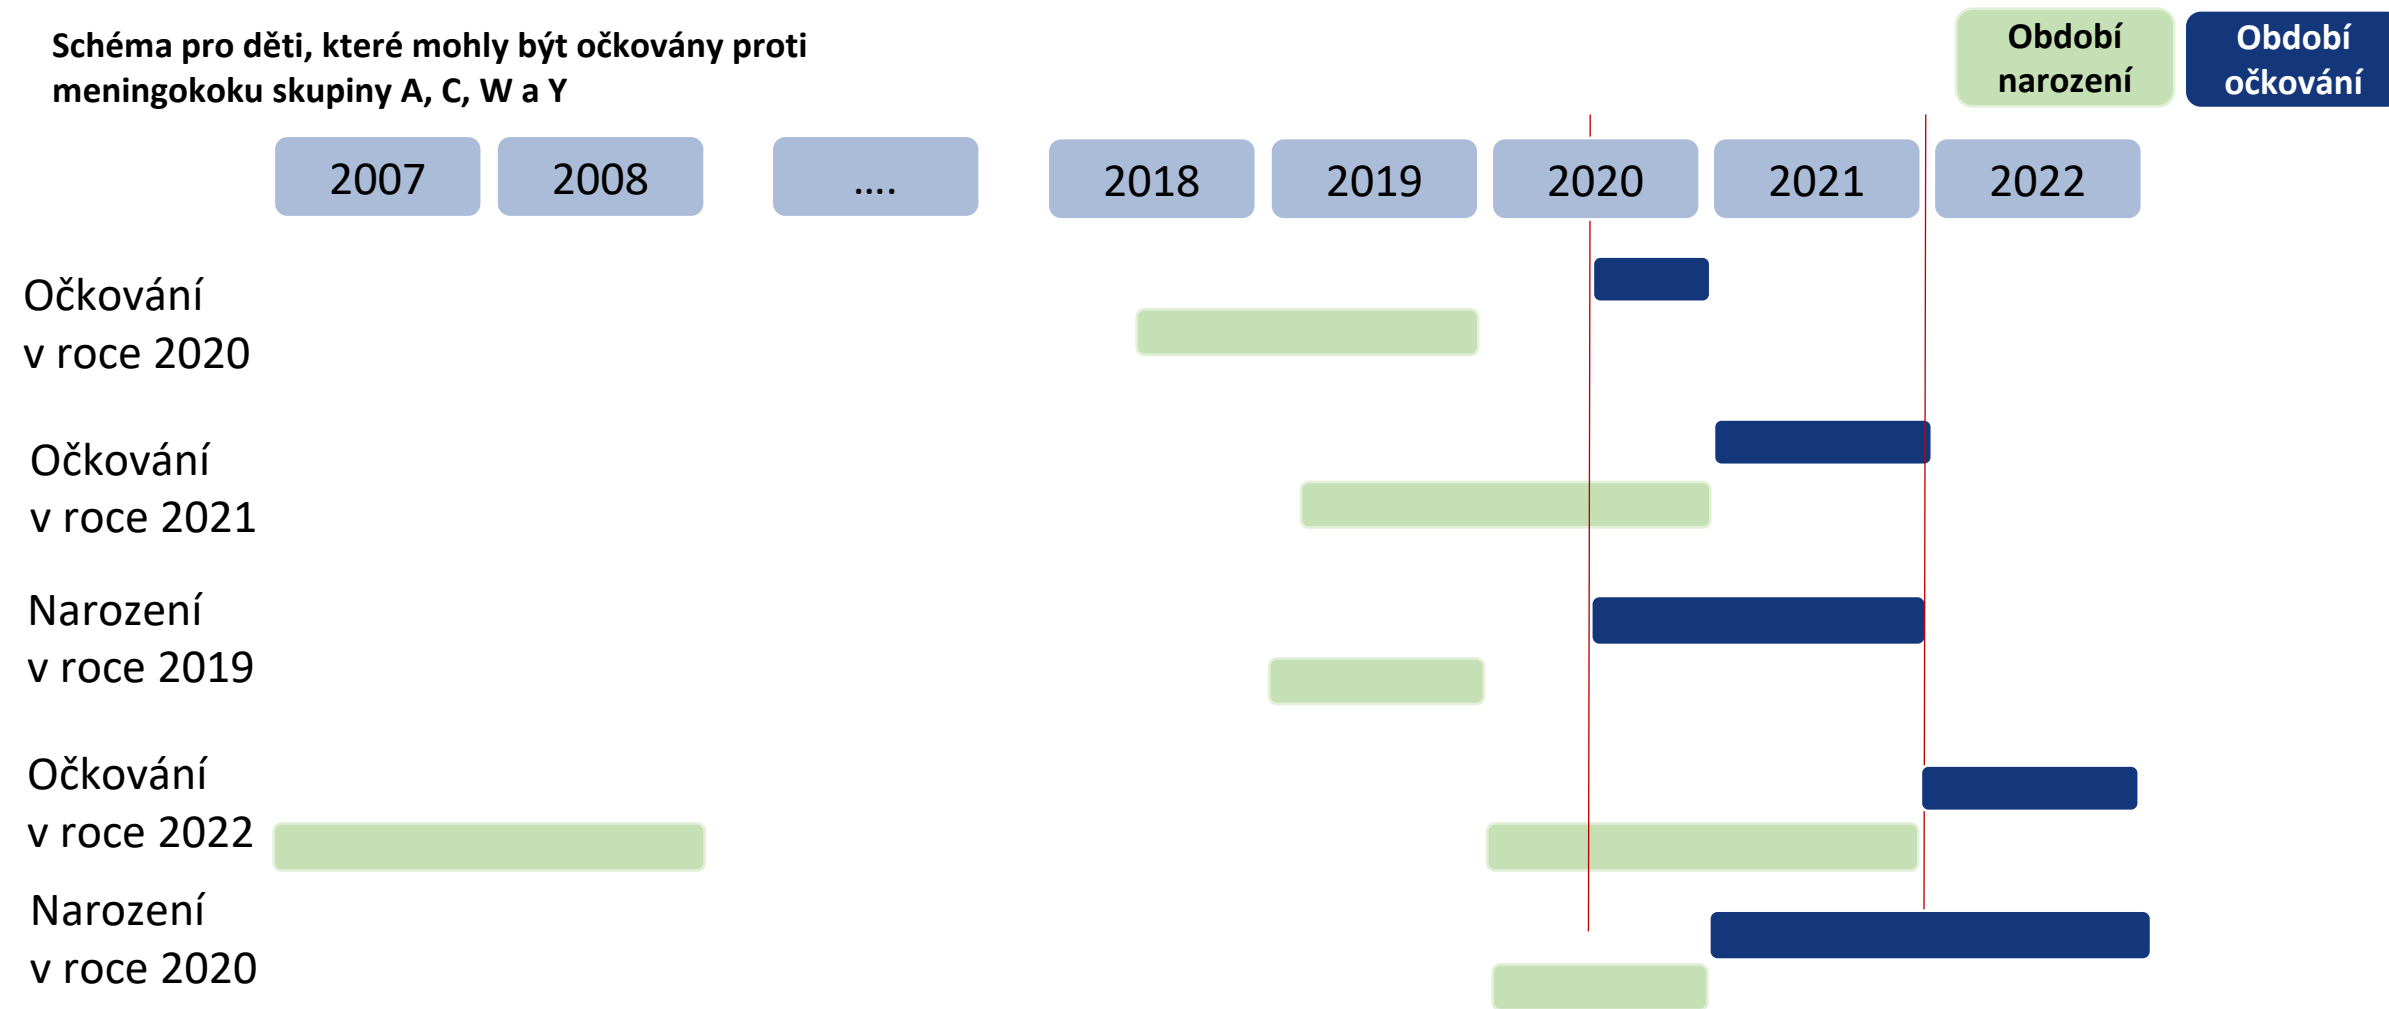 Schéma pro děti, které mohly být očkovány proti
meningokoku skupiny A, C, W a Y
Období
narození
Období
očkování
2007
2008
....
2018
2019
2020
2021
2022
Očkování
v roce 2020
Očkování
v roce 2021
Narození
v roce 2019
Očkování
v roce 2022
Narození
v roce 2020